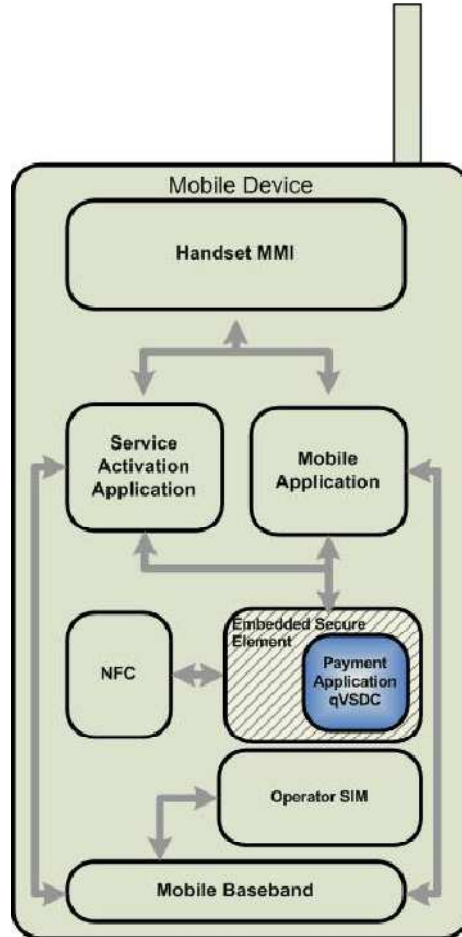 Mobile Device
Handset MMI
Service
Activation
Application
Mobile
Application
Embedded Secure
Element
Payment
Application
qVSDC
NFC
Operator SIM
Mobile Baseband